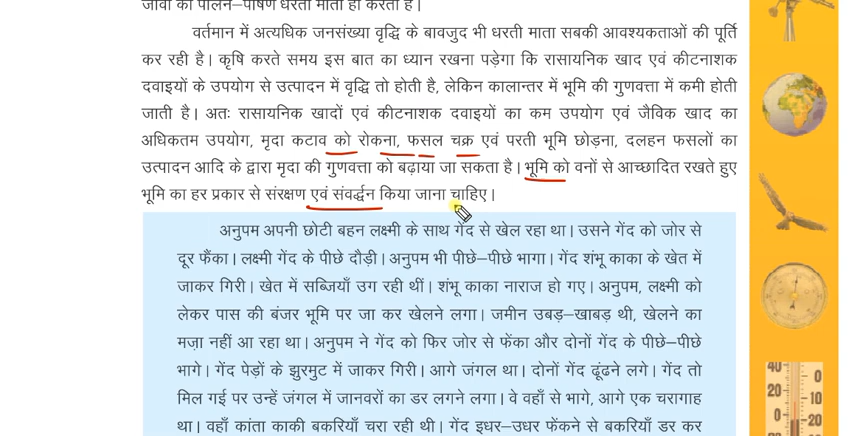 जीवों का पालन–पोषण धरती माता ही करती है।
वर्तमान में अत्यधिक जनसंख्या वृद्धि के बावजुद भी धरती माता सबकी आवश्यकताओं की पूर्ति
कर रही है। कृषि करते समय इस बात का ध्यान रखना पड़ेगा कि रासायनिक खाद एवं कीटनाशक
दवाइयों के उपयोग से उत्पादन में वृद्धि तो होती है, लेकिन कालान्तर में भूमि की गुणवत्ता में कमी होती
जाती है। अतः रासायनिक खादों एवं कीटनाशक दवाइयों का कम उपयोग एवं जैविक खाद का
अधिकतम उपयोग, मृदा कटाव को रोकना, फसल चक्र एवं परती भूमि छोड़ना, दलहन फसलों का
उत्पादन आदि के द्वारा मृदा की गुणवत्ता को बढ़ाया जा सकता है। भूमि को वनों से आच्छादित रखते हुए
भूमि का हर प्रकार से संरक्षण एवं संवर्द्धन किया जाना चाहिए।
अनुपम अपनी छोटी बहन लक्ष्मी के साथ गेंद से खेल रहा था। उसने गेंद को जोर से
दूर फैंका। लक्ष्मी गेंद के पीछे दौड़ी। अनुपम भी पीछे–पीछे भागा। गेंद शंभू काका के खेत में
जाकर गिरी। खेत में सब्जियाँ उग रही थीं। शंभू काका नाराज हो गए। अनुपम, लक्ष्मी को
लेकर पास की बंजर भूमि पर जा कर खेलने लगा। जमीन उबड़–खाबड़ थी, खेलने का
मज़ा नहीं आ रहा था। अनुपम ने गेंद को फिर जोर से फेंका और दोनों गेंद के पीछे–पीछे
भागे। गेंद पेड़ों के झुरमुट में जाकर गिरी। आगे जंगल था। दोनों गेंद ढूंढने लगे। गेंद तो
मिल गई पर उन्हें जंगल में जानवरों का डर लगने लगा। वे वहाँ से भागे, आगे एक चरागाह
था। वहाँ कांता काकी बकरियाँ चरा रही थी। गेंद इधर–उधर फेंकने से बकरियाँ डर कर
40 0
20 10
0 20